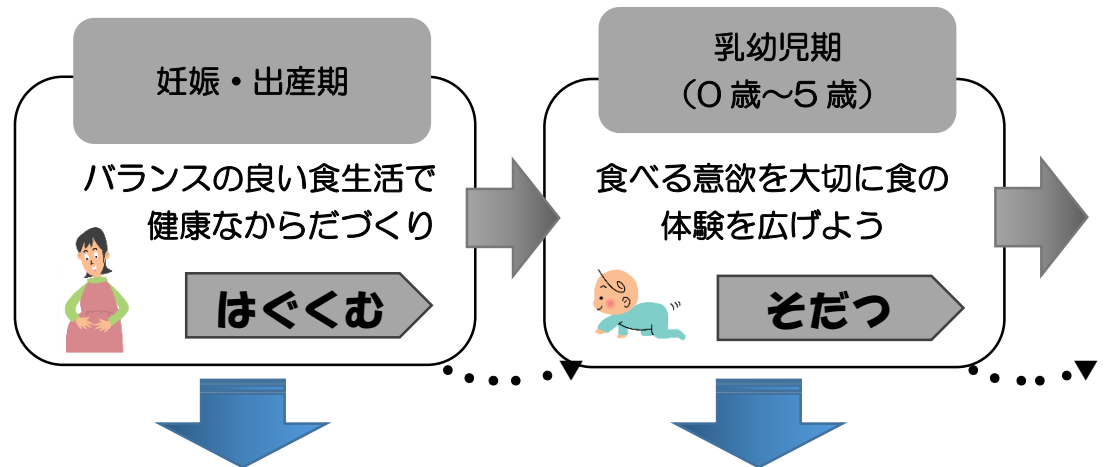 妊娠・出産期
バランスの良い食生活で
健康なからだづくり
はぐくむ
乳幼児期
（0 歳～5 歳）
食べる意欲を大切に食の
体験を広げよう
そだつ